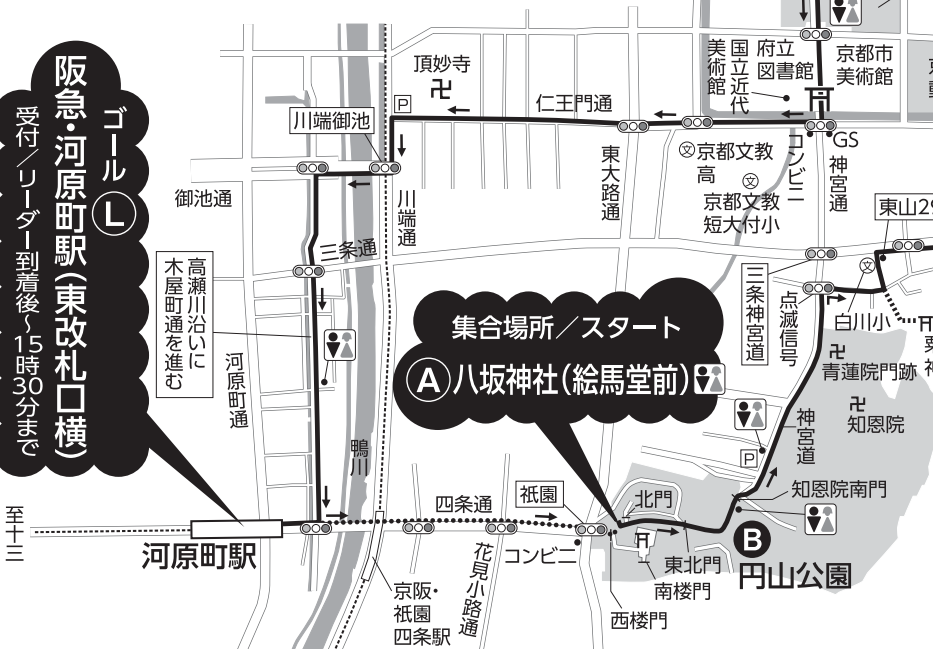 ゴール Ⓛ
阪急・河原町駅(東改札口横)
受付/リーダー到着後~15時30分まで
頂妙寺
P
仁王門通
川端御池
御池通
川端通
三条通
高瀬川沿いに
木屋町通を進む
河原町通
鴨川
美術館
国立近代
府立
図書館
京都市
美術館
GS
コンビニ
神宮通
文京都文教
高
文
京都文教
短大付小
東大路通
東山29
三条神宮道
点滅信号
文
白川小
青蓮院門跡
知恩院
神宮道
知恩院南門
P
集合場所/スタート
Ⓐ八坂神社(絵馬堂前)
北門
東北門
南楼門
西楼門
B
円山公園
祇園
四条通
コンビニ
花見小路通
京阪・
祇園
四条駅
河原町駅
至十三